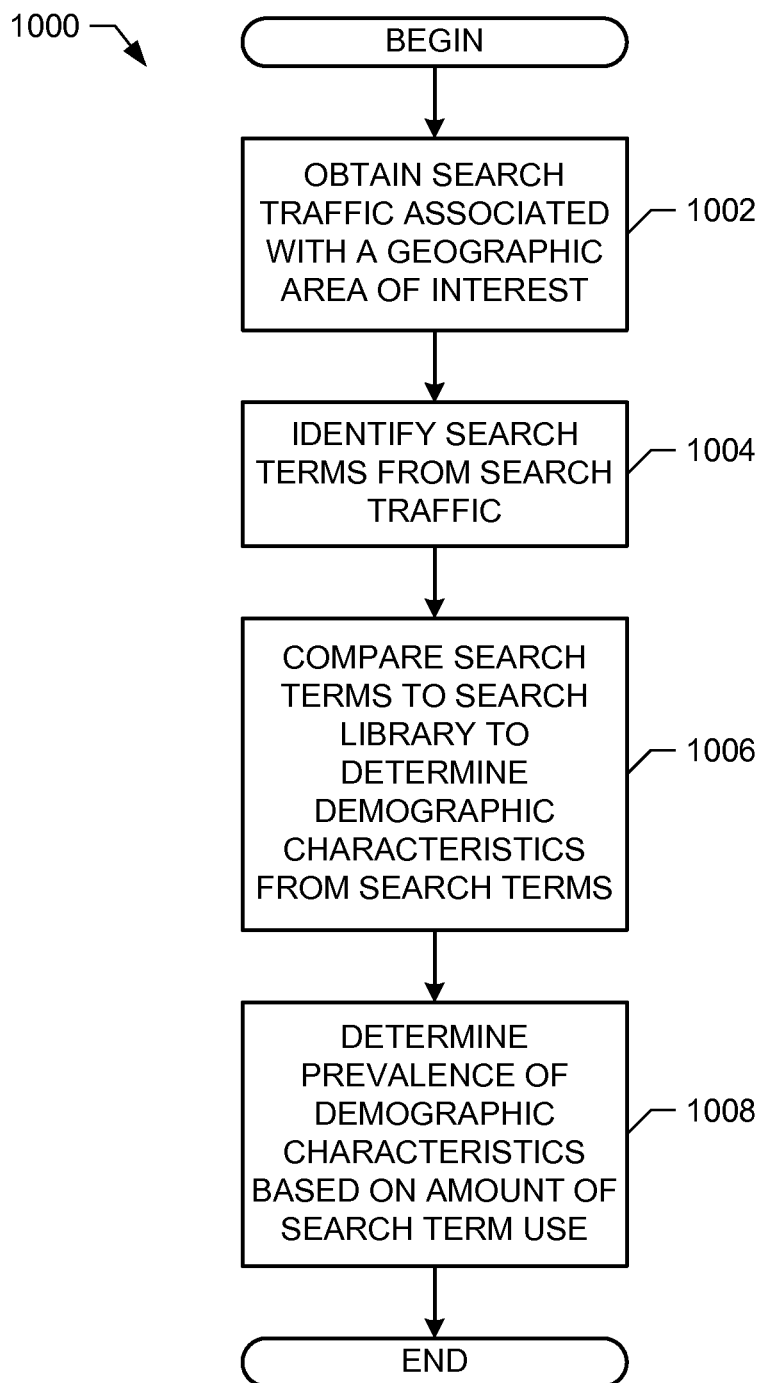 1000
BEGIN
OBTAIN SEARCH
TRAFFIC ASSOCIATED
WITH A GEOGRAPHIC
AREA OF INTEREST
1002
IDENTIFY SEARCH
TERMS FROM SEARCH
TRAFFIC
1004
COMPARE SEARCH
TERMS TO SEARCH
LIBRARY TO
DETERMINE
DEMOGRAPHIC
CHARACTERISTICS
FROM SEARCH TERMS
1006
DETERMINE
PREVALENCE OF
DEMOGRAPHIC
CHARACTERISTICS
BASED ON AMOUNT OF
SEARCH TERM USE
1008
END